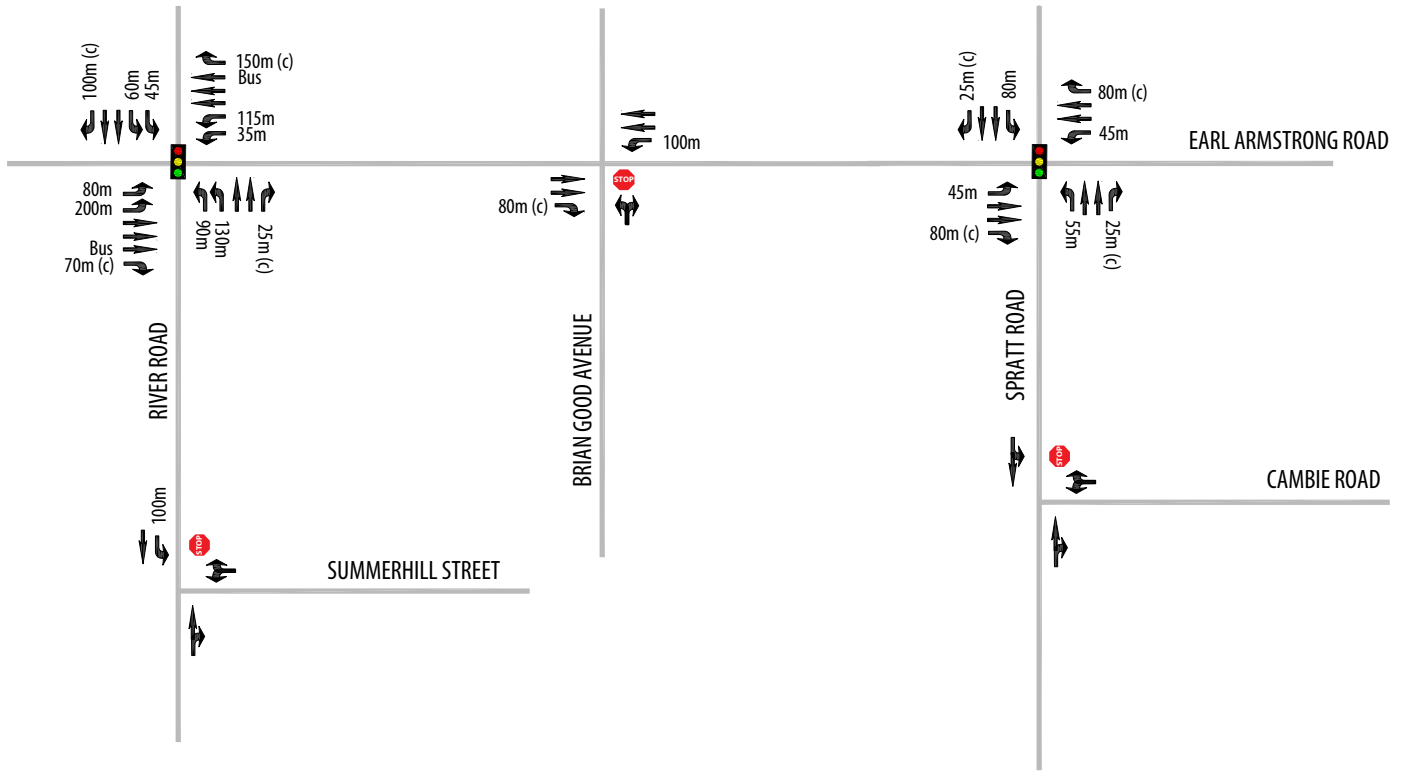 100m (c)
60m
45m
150m (c)
Bus
115m
35m
80m
200m
Bus
70m (c)
90m
130m
25m (c)
100m
STOP
80m (c)
25m (c)
80m
80m (c)
45m
EARL ARMSTRONG ROAD
45m
80m (c)
55m
25m (c)
RIVER ROAD
BRIAN GOOD AVENUE
SPRATT ROAD
STOP
CAMBIE ROAD
100m
STOP
SUMMERHILL STREET